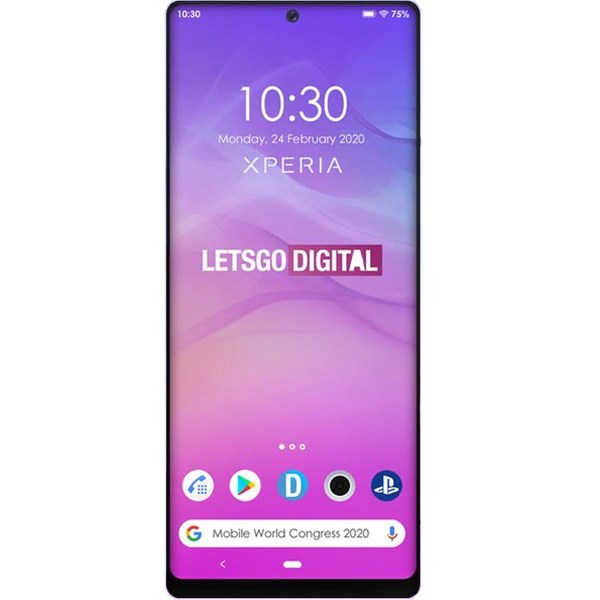 10:30 75%
10:30
Monday, 24 February 2020
XPERIA
LETSGO DIGITAL
D
Mobile World Congress 2020